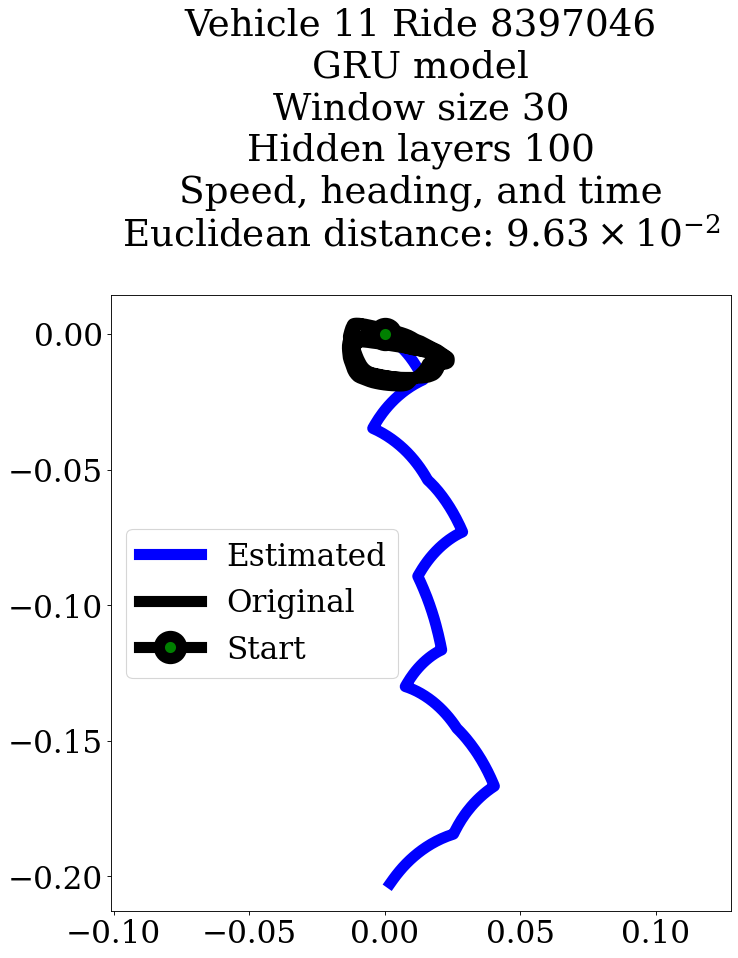 Vehicle 11 Ride 8397046
GRU model
Window size 30
Hidden layers 100
Speed, heading, and time
Euclidean distance: 9.63 × 10⁻²
0.00
−0.05
−0.10
−0.15
−0.20
Estimated
Original
Start
−0.10 −0.05 0.00 0.05 0.10